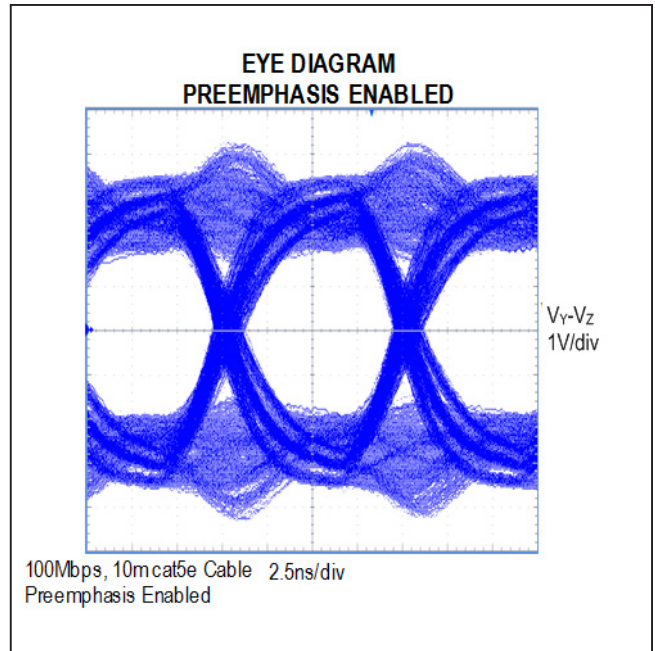 EYE DIAGRAM
PREEMPHASIS ENABLED
VY-VZ
1V/div
100Mbps, 10m cat5e Cable 2.5ns/div
Preemphasis Enabled